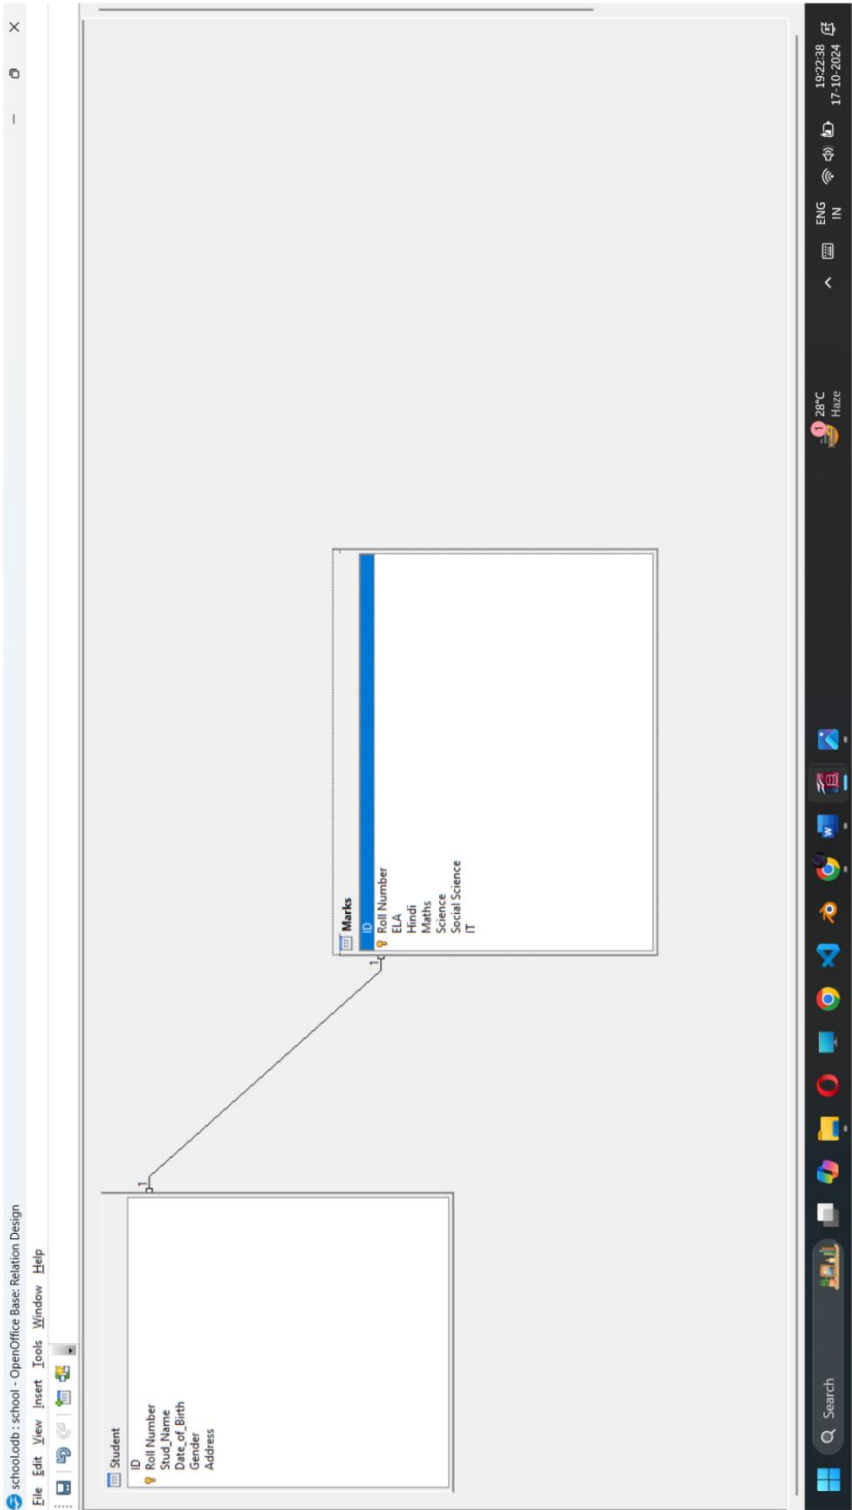 school.odb : school - OpenOffice Base: Relation Design
File Edit View Insert Tools Window Help
Student
ID
Roll Number
Stud_Name
Date_of_Birth
Gender
Address
1
1
Marks
ID
Roll Number
ELA
Hindi
Maths
Science
Social Science
IT
Search
1
28°C
Haze
ENG
IN
19:22:38
17-10-2024